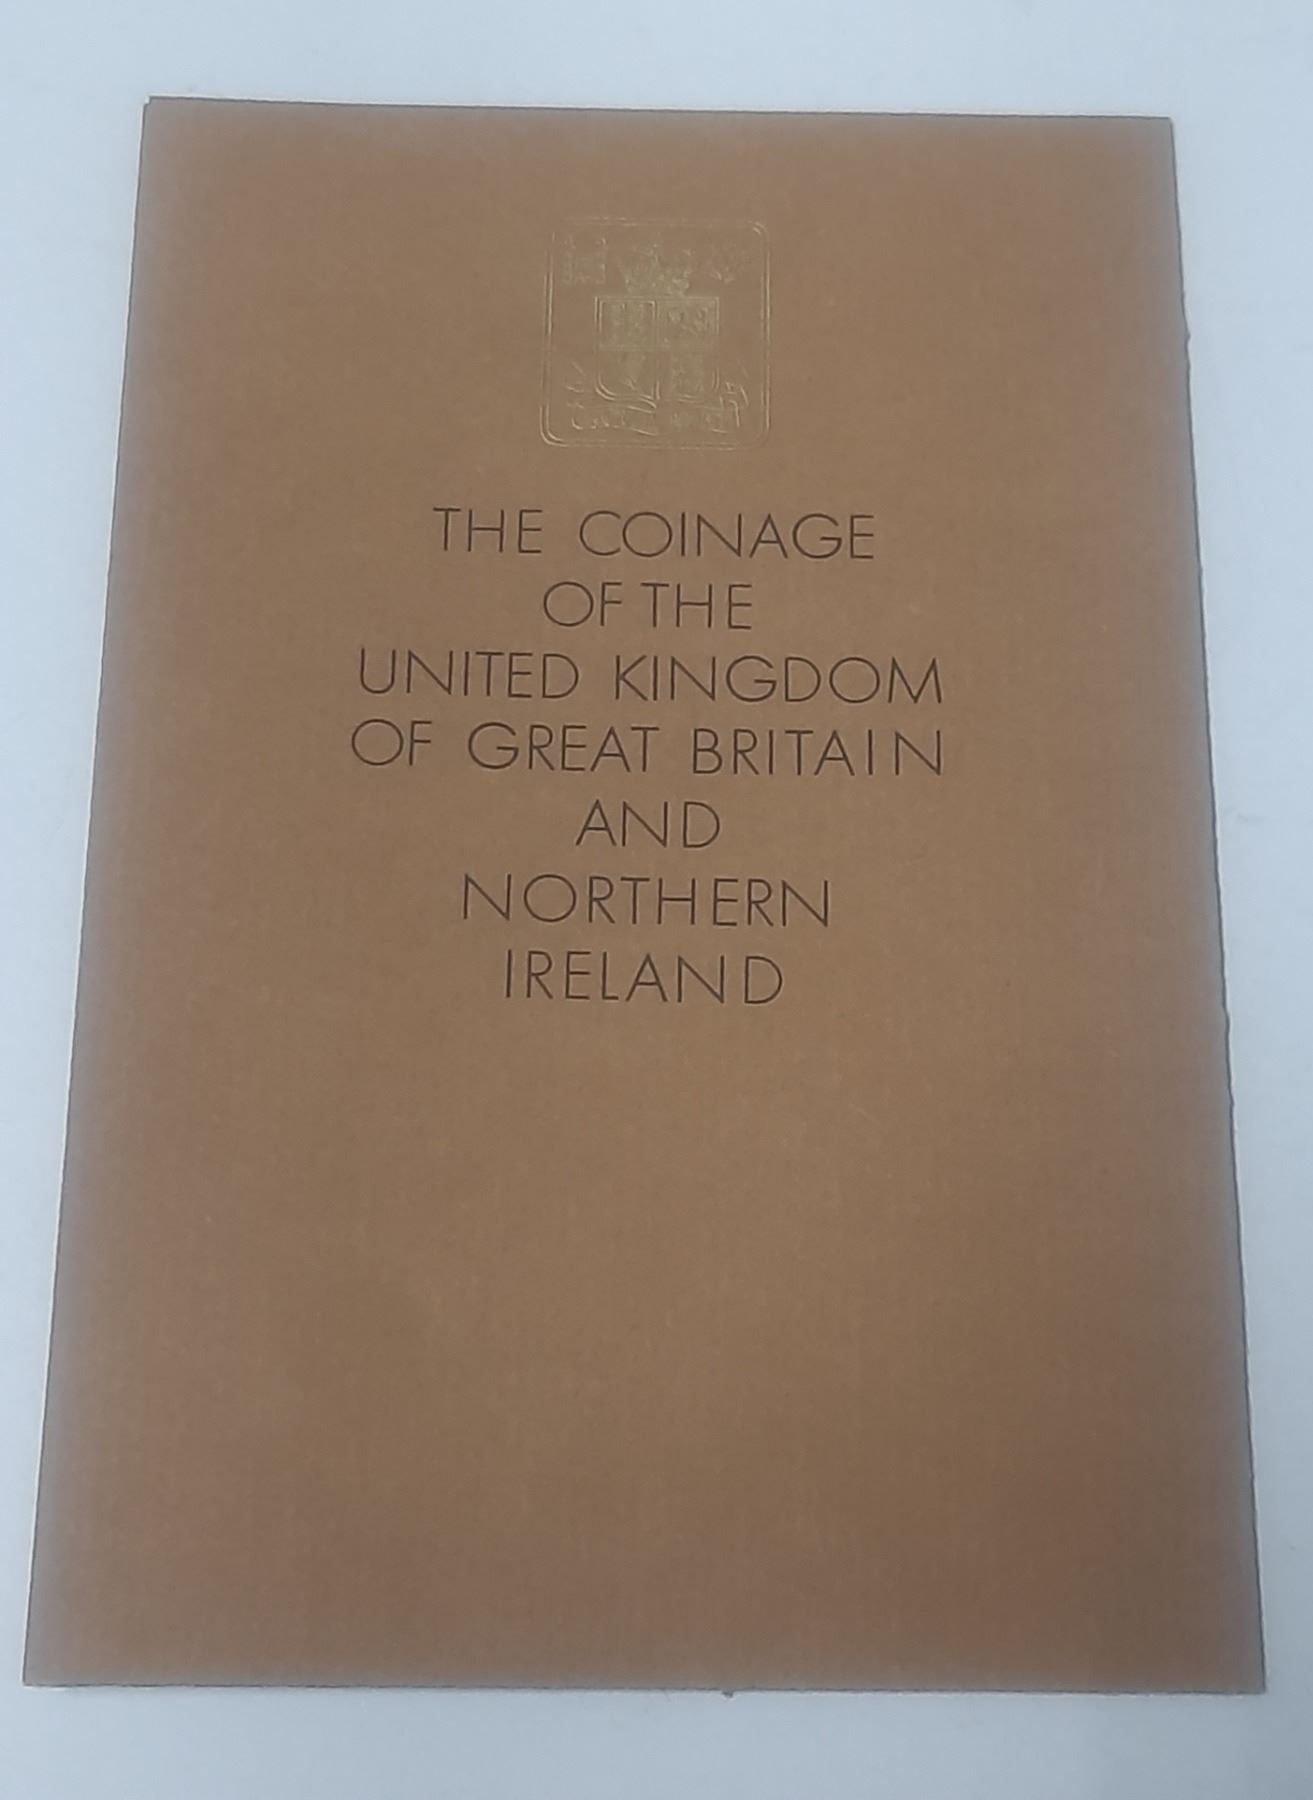 THE COINAGE
OF THE
UNITED KINGDOM
OF GREAT BRITAIN
AND
NORTHERN
IRELAND